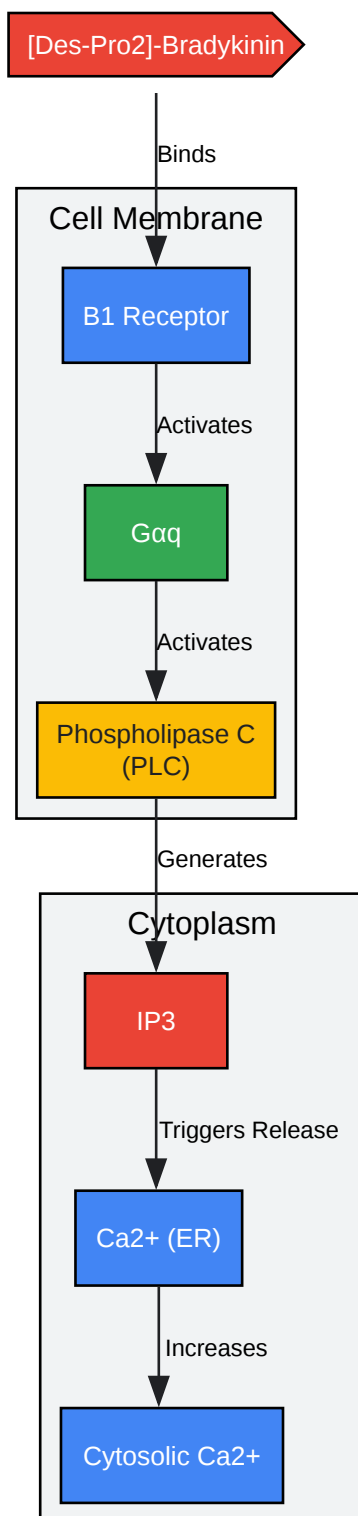 [Des-Pro2]-Bradykinin
Binds
Cell Membrane
B1 Receptor
Activates
Gαq
Activates
Phospholipase C
(PLC)
Generates
Cytoplasm
IP3
Triggers Release
Ca2+ (ER)
Increases
Cytosolic Ca2+